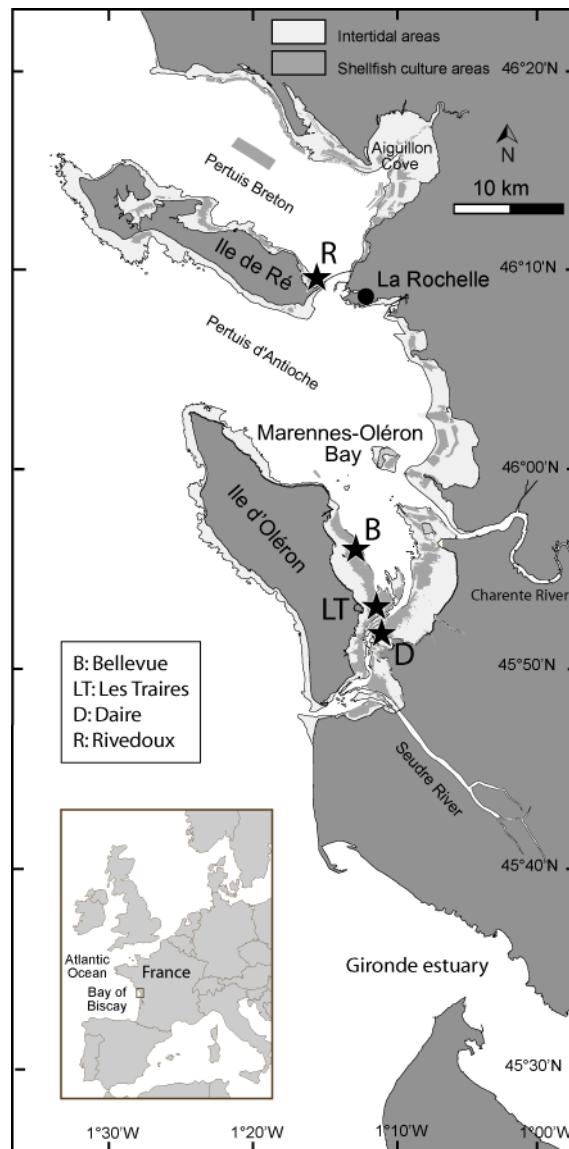 Intertidal areas
Shellfish culture areas
46°20'N
Aiguillon
Cove
N
Pertuis Breton
10 km
R
Ile de Ré
46°10'N
La Rochelle
Pertuis d'Antioche
Marennes-Oléron
Bay
46°00'N
Ile d'Oléron
B
Charente River
LT
D
45°50'N
B: Bellevue
LT: Les Traires
D: Daire
R: Rivedoux
Seudre River
45°40'N
Atlantic
Ocean
France
Bay of
Biscay
Gironde estuary
45°30'N
1°30'W
1°20'W
1°10'W
1°00'W